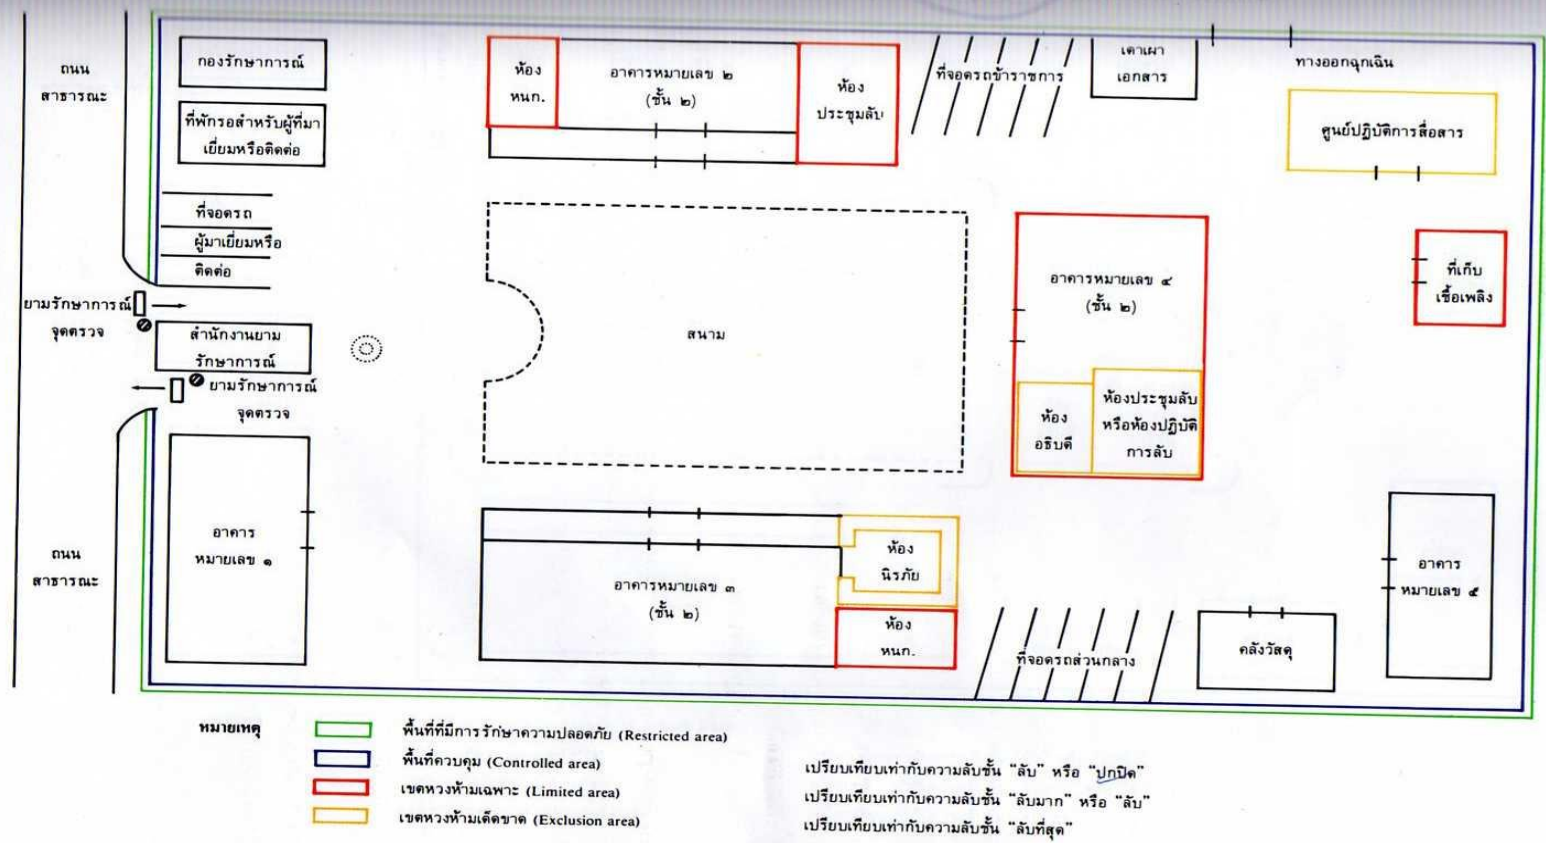 ถนน
สาธารณะ
กองรักษาการณ์
ที่พักรอสำหรับผู้ที่มา
เยี่ยมหรือติดต่อ
ที่จอดรถ
ผู้มาเยี่ยมหรือ
ติดต่อ
ห้อง
หนก.
อาคารหมายเลข ๒
(ชั้น ๒)
ห้อง
ประชุมลับ
ที่จอดรถข้าราชการ
เตาเผา
เอกสาร
ทางออกฉุกเฉิน
ศูนย์ปฏิบัติการสื่อสาร
ยามรักษาการณ์
จุดตรวจ
สำนักงานยาม
รักษาการณ์
ยามรักษาการณ์
จุดตรวจ
สนาม
อาคารหมายเลข ๔
(ชั้น ๒)
ห้อง
อธิบดี
ห้องประชุมลับ
หรือห้องปฏิบัติ
การลับ
ที่เก็บ
เชื้อเพลิง
ถนน
สาธารณะ
อาคาร
หมายเลข ๑
อาคารหมายเลข ๓
(ชั้น ๒)
ห้อง
นิรภัย
ห้อง
หนก.
ที่จอดรถส่วนกลาง
คลังวัสดุ
อาคาร
หมายเลข ๕
หมายเหตุ
พื้นที่ที่มีการรักษาความปลอดภัย (Restricted area)
พื้นที่ควบคุม (Controlled area)
เปรียบเทียบเท่ากับความลับชั้น “ลับ” หรือ “ปกปิด”
เขตหวงห้ามเฉพาะ (Limited area)
เปรียบเทียบเท่ากับความลับชั้น “ลับมาก” หรือ “ลับ”
เขตหวงห้ามเด็ดขาด (Exclusion area)
เปรียบเทียบเท่ากับความลับชั้น “ลับที่สุด”